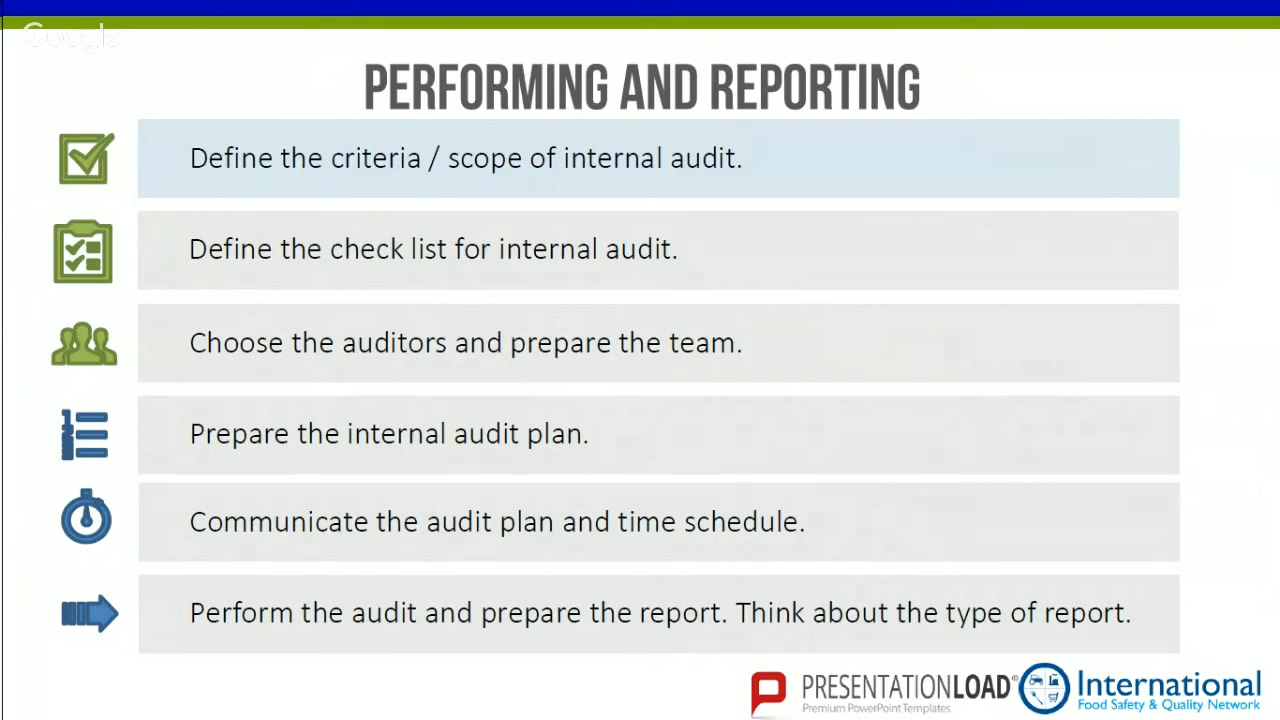 Google
PERFORMING AND REPORTING
Define the criteria / scope of internal audit.
Define the check list for internal audit.
Choose the auditors and prepare the team.
Prepare the internal audit plan.
Communicate the audit plan and time schedule.
Perform the audit and prepare the report. Think about the type of report.
PRESENTATIONLOAD®
Premium PowerPoint Templates
International
Food Safety & Quality Network